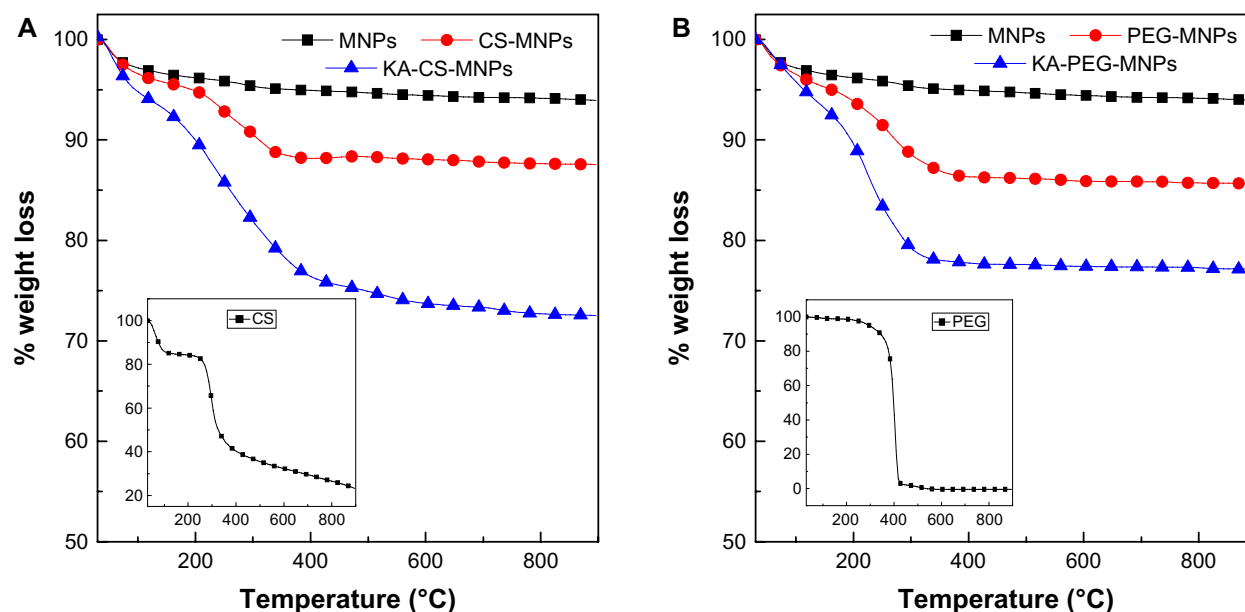 A
MNPs CS-MNPs
KA-CS-MNPs
% weight loss
100
90
80
70
60
50
CS
100
80
60
40
20
200 400 600 800
200 400 600 800
Temperature (°C)
B
MNPs PEG-MNPs
KA-PEG-MNPs
% weight loss
100
90
80
70
60
50
PEG
100
80
60
40
20
0
200 400 600 800
200 400 600 800
Temperature (°C)